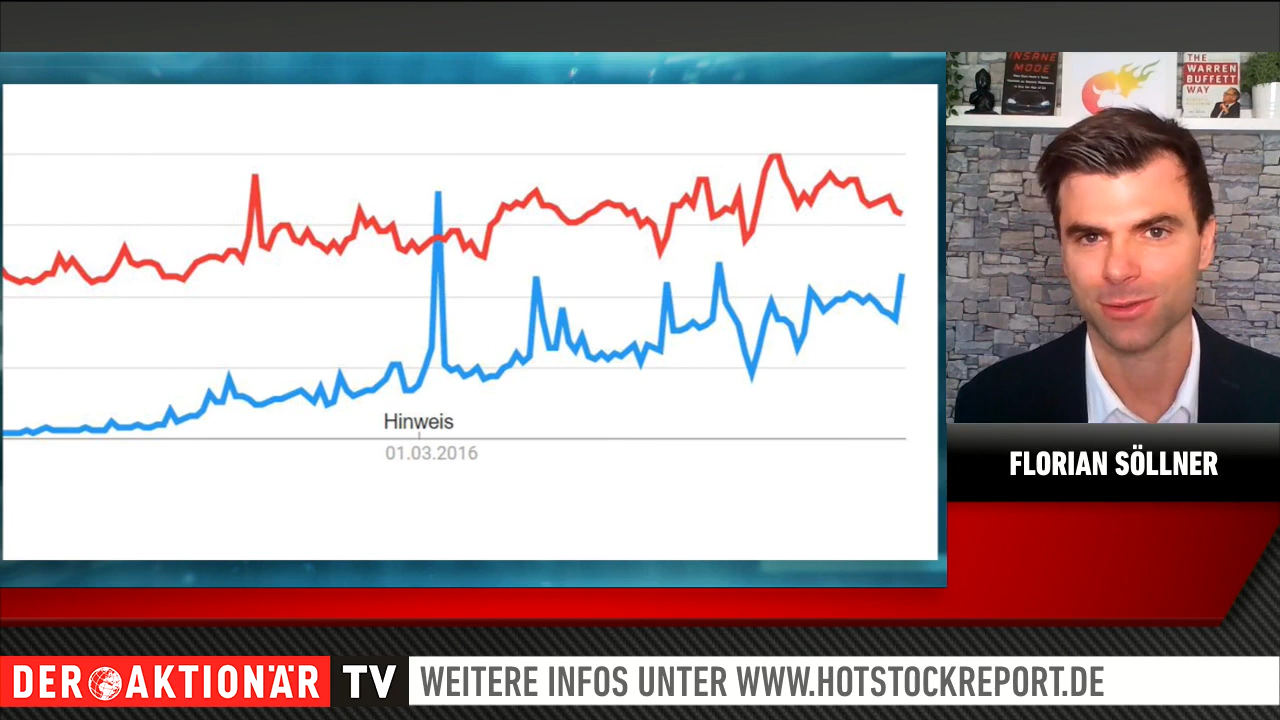 INSANE
MODE
THE
WARREN
BUFFETT
WAY
Hinweis
01.03.2016
FLORIAN SÖLLNER
DER AKTIONÄR TV
WEITERE INFOS UNTER WWW.HOTSTOCKREPORT.DE